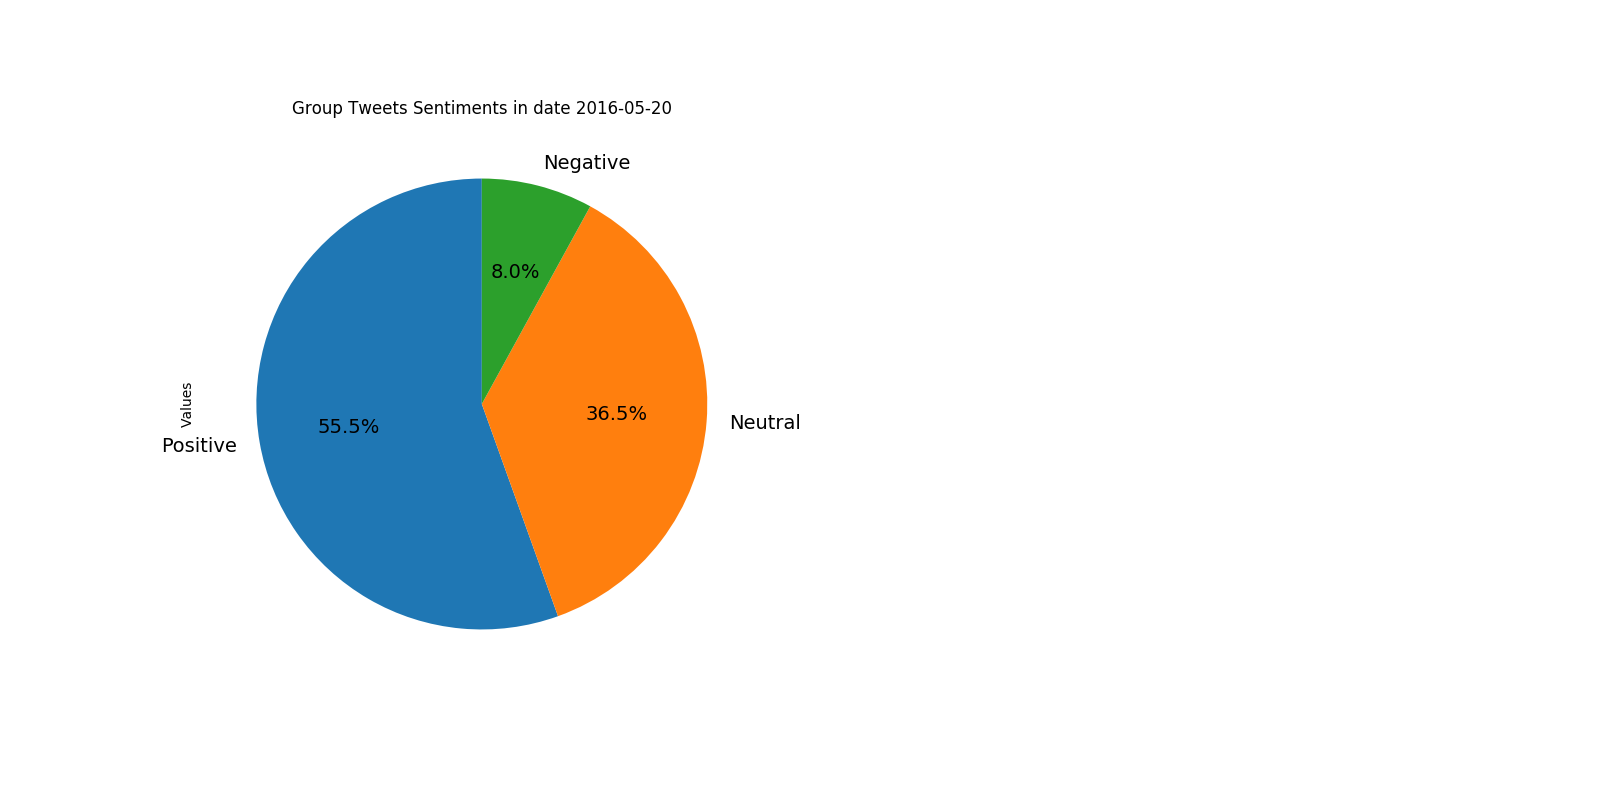 Group Tweets Sentiments in date 2016-05-20
Negative
8.0%
Values
55.5%
36.5%
Positive
Neutral